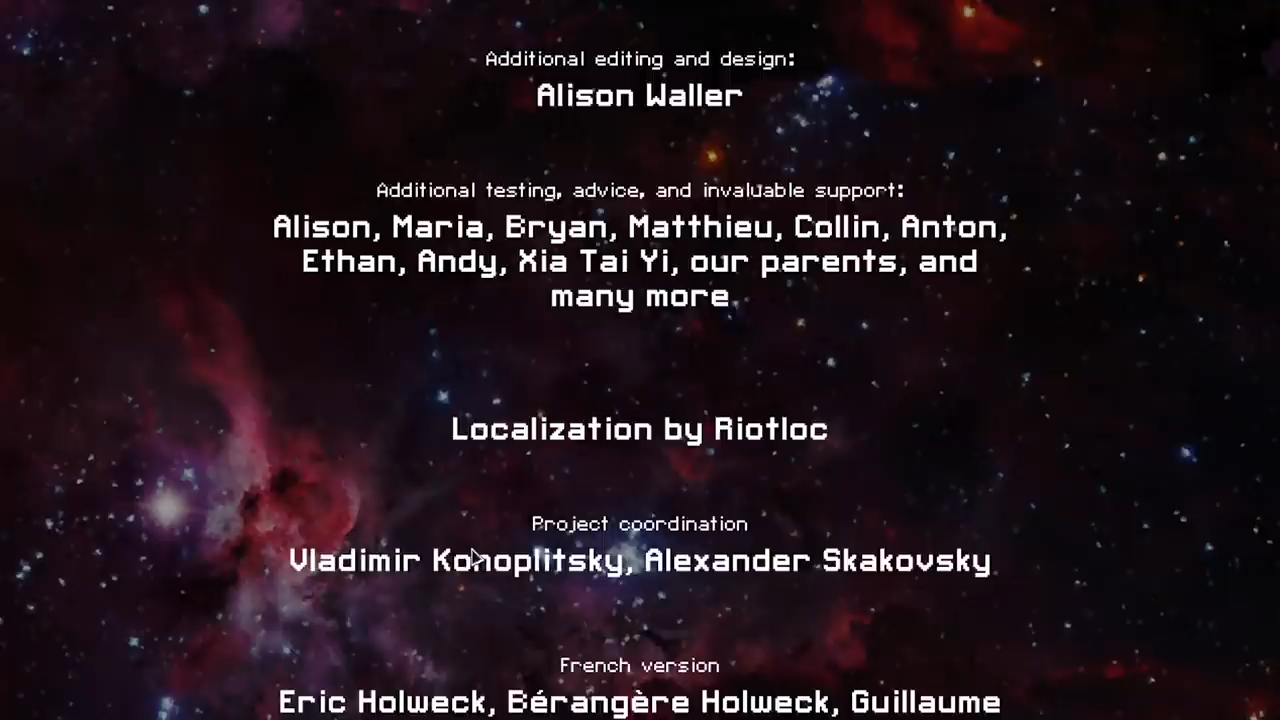 Additional editing and design:
Alison Waller
Additional testing, advice, and invaluable support:
Alison, Maria, Bryan, Matthieu, Collin, Anton,
Ethan, Andy, Xia Tai Yi, our parents, and
many more
Localization by Riotloc
Project coordination
Vladimir Konoplitsky, Alexander Skakovsky
French version
Eric Holweck, Bérangère Holweck, Guillaume